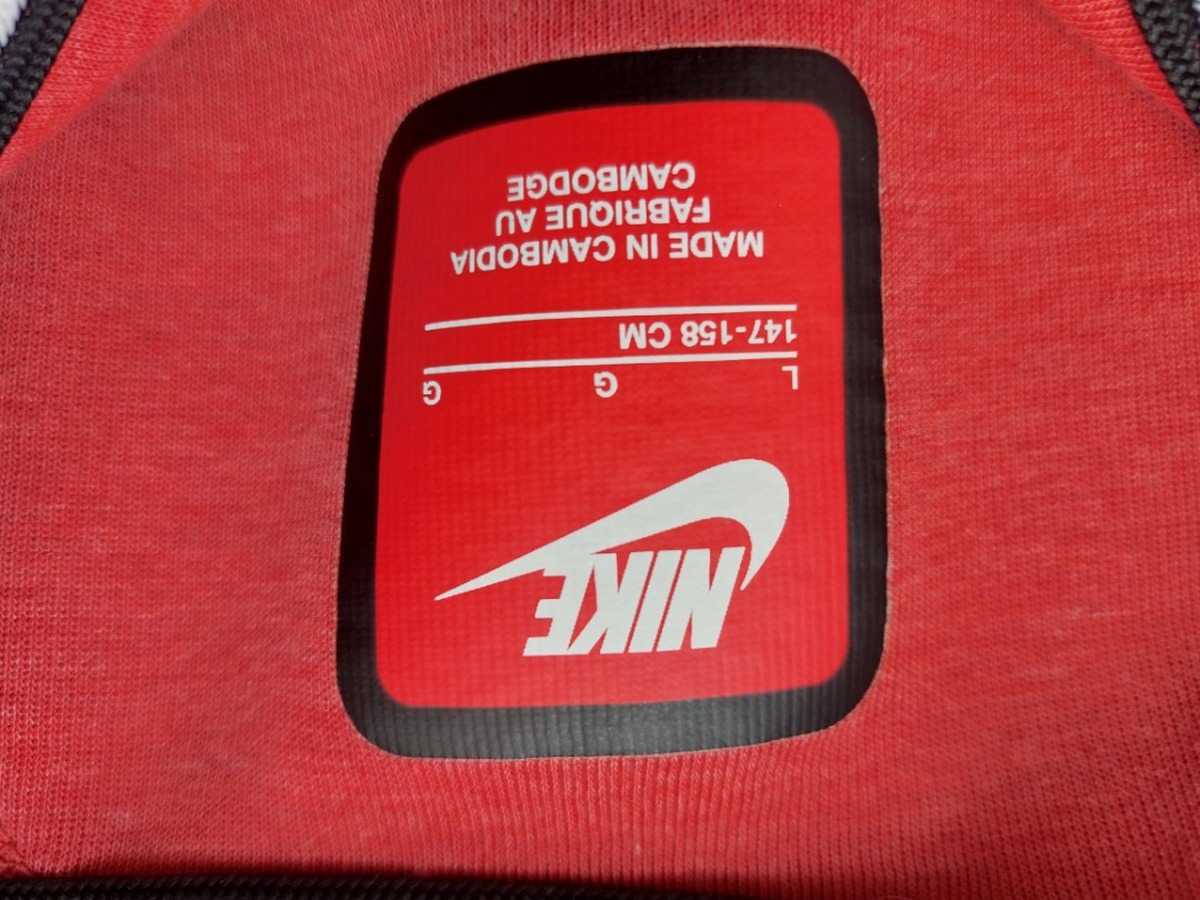 NIKE
L G G
147-158 CM
MADE IN CAMBODIA
FABRIQUE AU
CAMBODGE